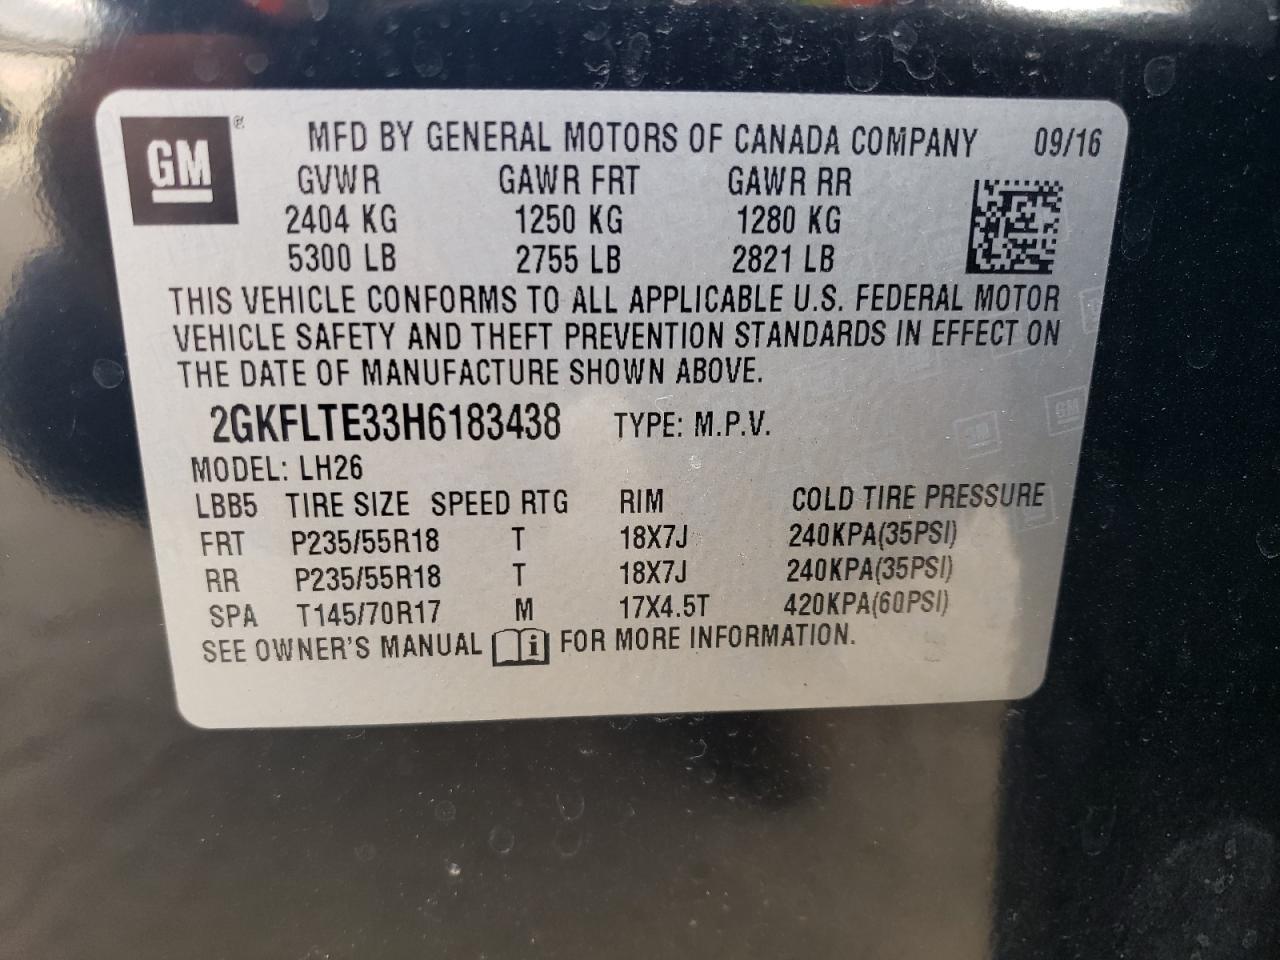 GM ® MFD BY GENERAL MOTORS OF CANADA COMPANY 09/16
GVWR GAWR FRT GAWR RR
2404 KG 1250 KG 1280 KG
5300 LB 2755 LB 2821 LB
THIS VEHICLE CONFORMS TO ALL APPLICABLE U.S. FEDERAL MOTOR
VEHICLE SAFETY AND THEFT PREVENTION STANDARDS IN EFFECT ON
THE DATE OF MANUFACTURE SHOWN ABOVE.
2GKFLTE33H6183438 TYPE: M.P.V.
MODEL: LH26
LBB5 TIRE SIZE SPEED RTG RIM COLD TIRE PRESSURE
FRT P235/55R18 T 18X7J 240KPA(35PSI)
RR P235/55R18 T 18X7J 240KPA(35PSI)
SPA T145/70R17 M 17X4.5T 420KPA(60PSI)
SEE OWNER'S MANUAL i FOR MORE INFORMATION.